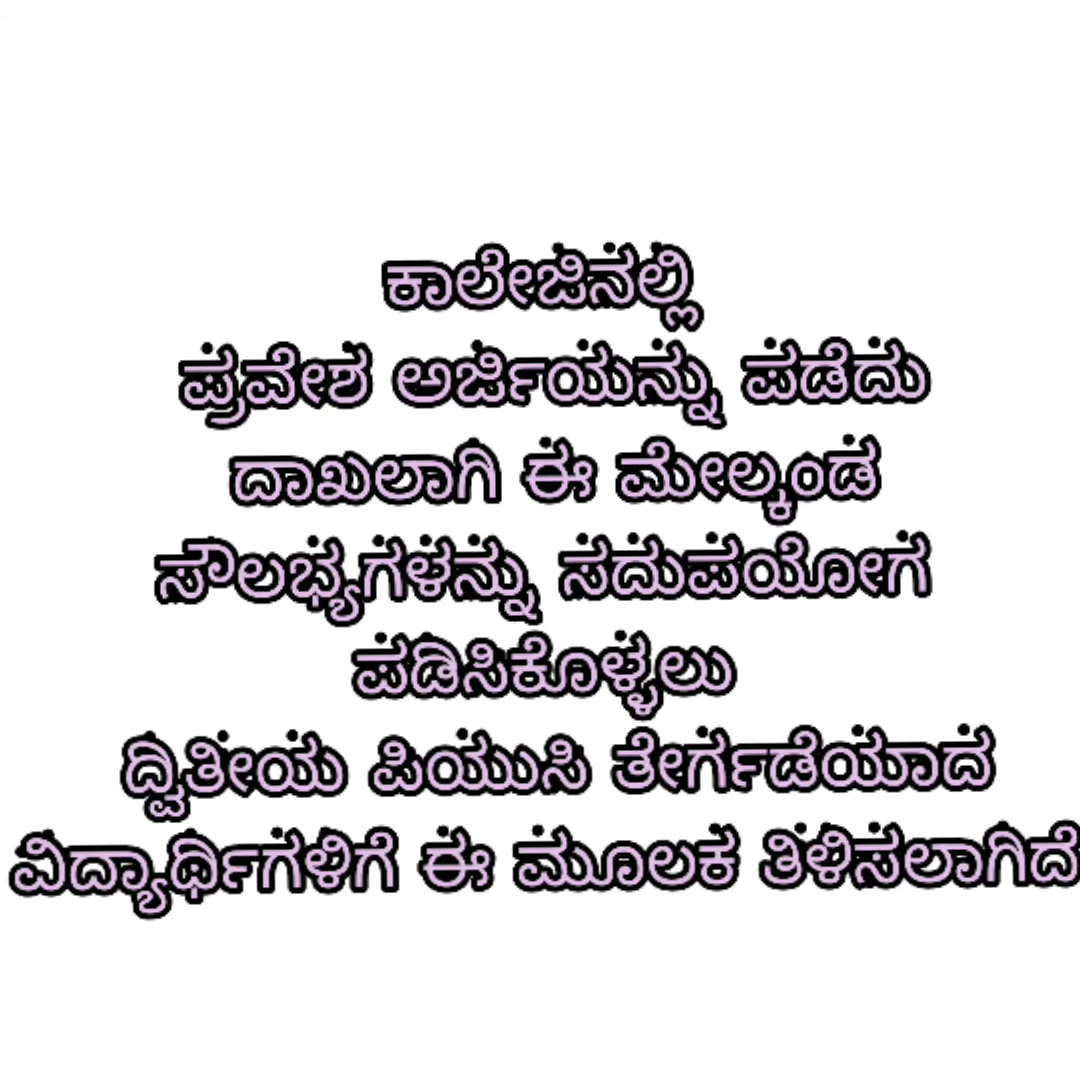 ಕಾಲೇಜಿನಲ್ಲಿ
ಪ್ರವೇಶ ಅರ್ಜಿಯನ್ನು ಪಡೆದು
ದಾಖಲಾಗಿ ಈ ಮೇಲ್ಕಂಡ
ಸೌಲಭ್ಯಗಳನ್ನು ಸದುಪಯೋಗ
ಪಡಿಸಿಕೊಳ್ಳಲು
ದ್ವಿತೀಯ ಪಿಯುಸಿ ತೇರ್ಗಡೆಯಾದ
ವಿದ್ಯಾರ್ಥಿಗಳಿಗೆ ಈ ಮೂಲಕ ತಿಳಿಸಲಾಗಿದೆ